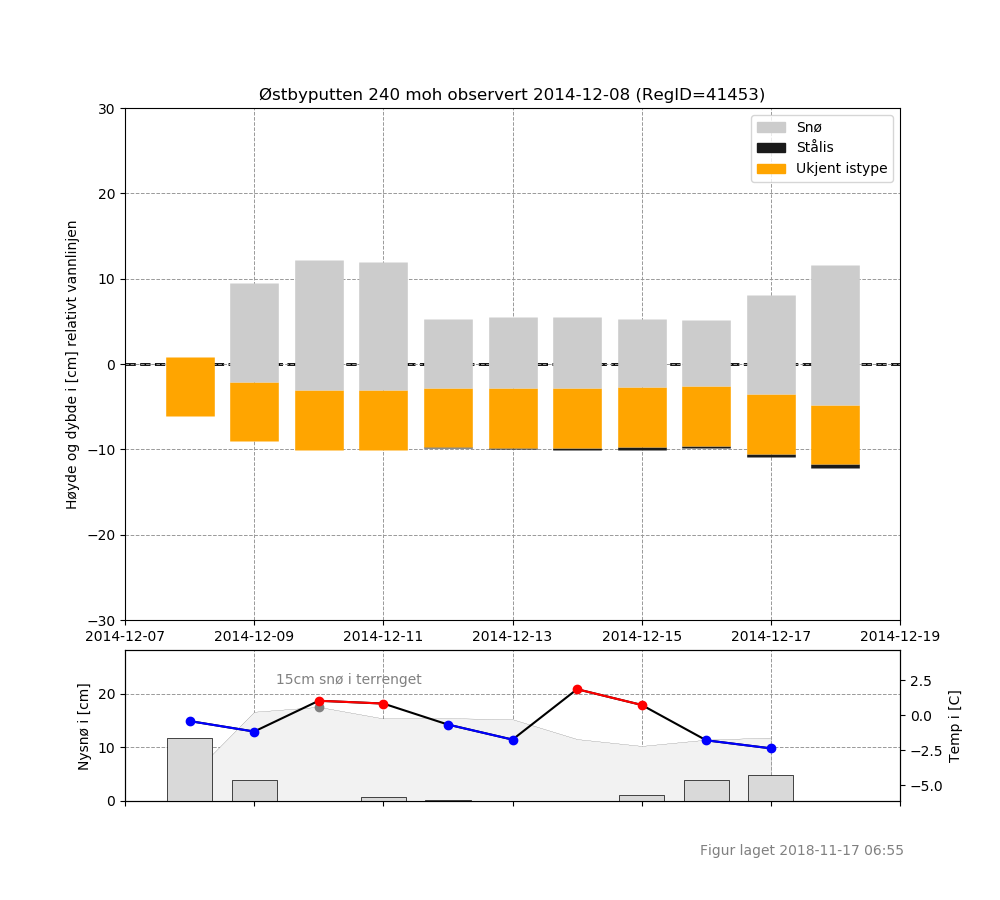 Østbyputten 240 moh observert 2014-12-08 (RegID=41453)
Snø
Stålis
Ukjent istype
Høyde og dybde i [cm] relativt vannlinjen
30
20
10
0
−10
−20
−30
2014-12-07 2014-12-09 2014-12-11 2014-12-13 2014-12-15 2014-12-17 2014-12-19
15cm snø i terrenget
Nysnø i [cm]
20
10
0
2.5
0.0
−2.5
−5.0
Temp i [C]
Figur laget 2018-11-17 06:55